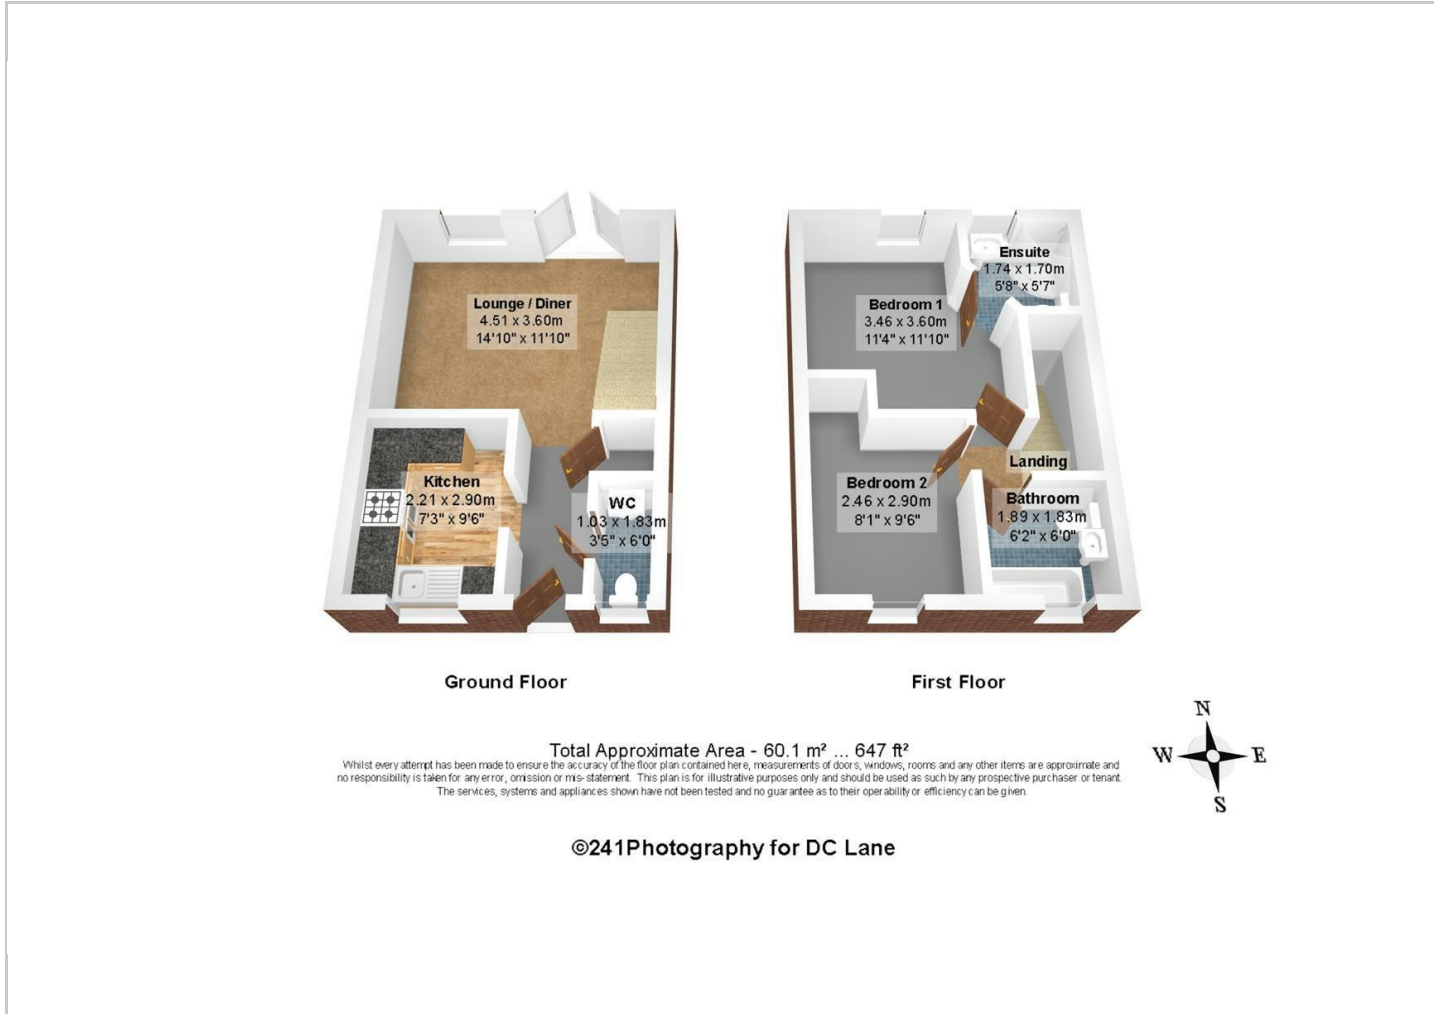 Lounge / Diner
4.51 x 3.60m
14'10" x 11'10"
Kitchen
2.21 x 2.90m
7'3" x 9'6"
WC
1.03 x 1.83m
3'5" x 6'0"
Ground Floor
Ensuite
1.74 x 1.70m
5'8" x 5'7"
Bedroom 1
3.46 x 3.60m
11'4" x 11'10"
Landing
Bedroom 2
2.46 x 2.90m
8'1" x 9'6"
Bathroom
1.89 x 1.83m
6'2" x 6'0"
First Floor
N
W E
S
Total Approximate Area - 60.1 m² ... 647 ft²
Whilst every attempt has been made to ensure the accuracy of the floor plan contained here, measurements of doors, windows, rooms and any other items are approximate and
no responsibility is taken for any error, omission or mis-statement. This plan is for illustrative purposes only and should be used as such by any prospective purchaser or tenant.
The services, systems and appliances shown have not been tested and no guarantee as to their operability or efficiency can be given.
©241Photography for DC Lane